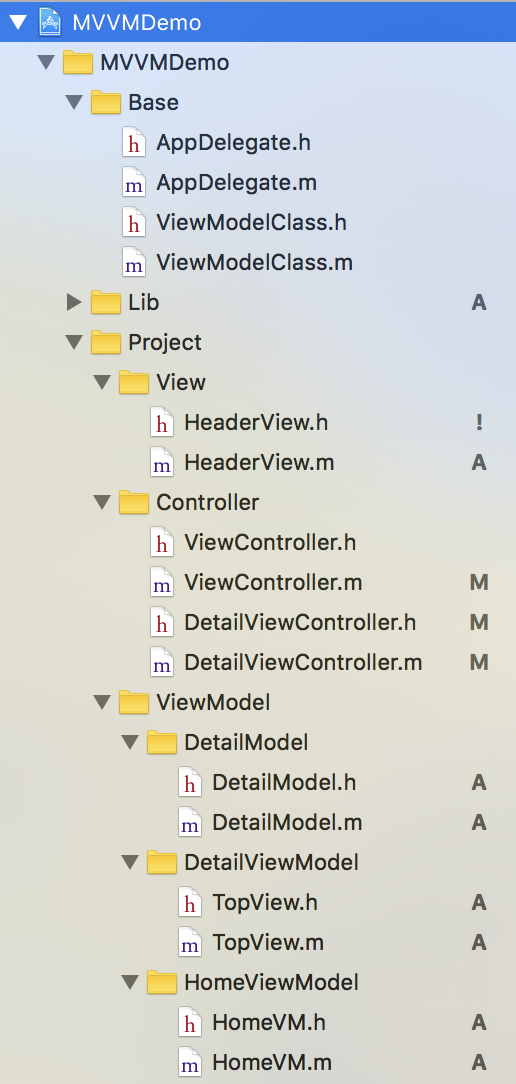 MVVMDemo
MVVMDemo
Base
h AppDelegate.h
m AppDelegate.m
h ViewModelClass.h
m ViewModelClass.m
Lib A
Project
View
h HeaderView.h !
m HeaderView.m A
Controller
h ViewController.h
m ViewController.m M
h DetailViewController.h M
m DetailViewController.m M
ViewModel
DetailModel
h DetailModel.h A
m DetailModel.m A
DetailViewModel
h TopView.h A
m TopView.m A
HomeViewModel
h HomeVM.h A
m HomeVM.m A